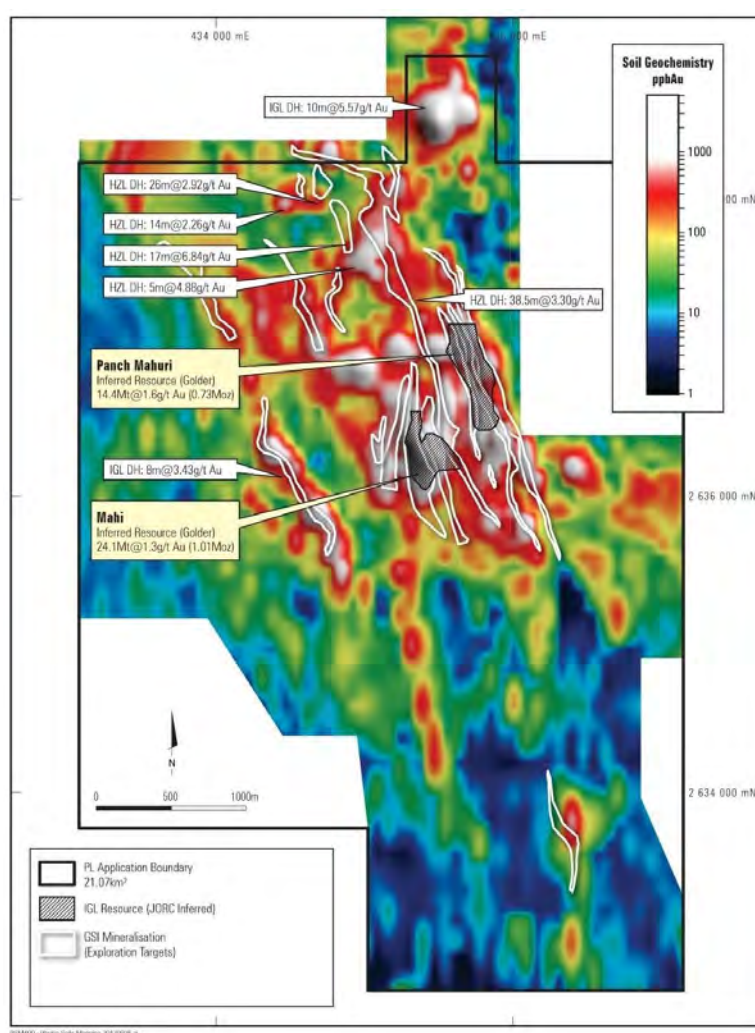 434 000 mE
000 mE
Soil Geochemistry
ppbAu
1000
100
10
1
IGL DH: 10m@5.57g/t Au
HZL DH: 26m@2.92g/t Au
00 mN
HZL DH: 14m@2.26g/t Au
HZL DH: 17m@6.84g/t Au
HZL DH: 5m@4.88g/t Au
HZL DH: 38.5m@3.30g/t Au
Panch Mahuri
Inferred Resource (Golder)
14.4Mt@1.6g/t Au (0.73Moz)
IGL DH: 8m@3.43g/t Au
Mahi
Inferred Resource (Golder)
24.1Mt@1.3g/t Au (1.01Moz)
2 636 000 mN
N
0 500 1000m
2 634 000 mN
PL Application Boundary
21.07km²
IGL Resource (JORC Inferred)
GSI Mineralisation
(Exploration Targets)